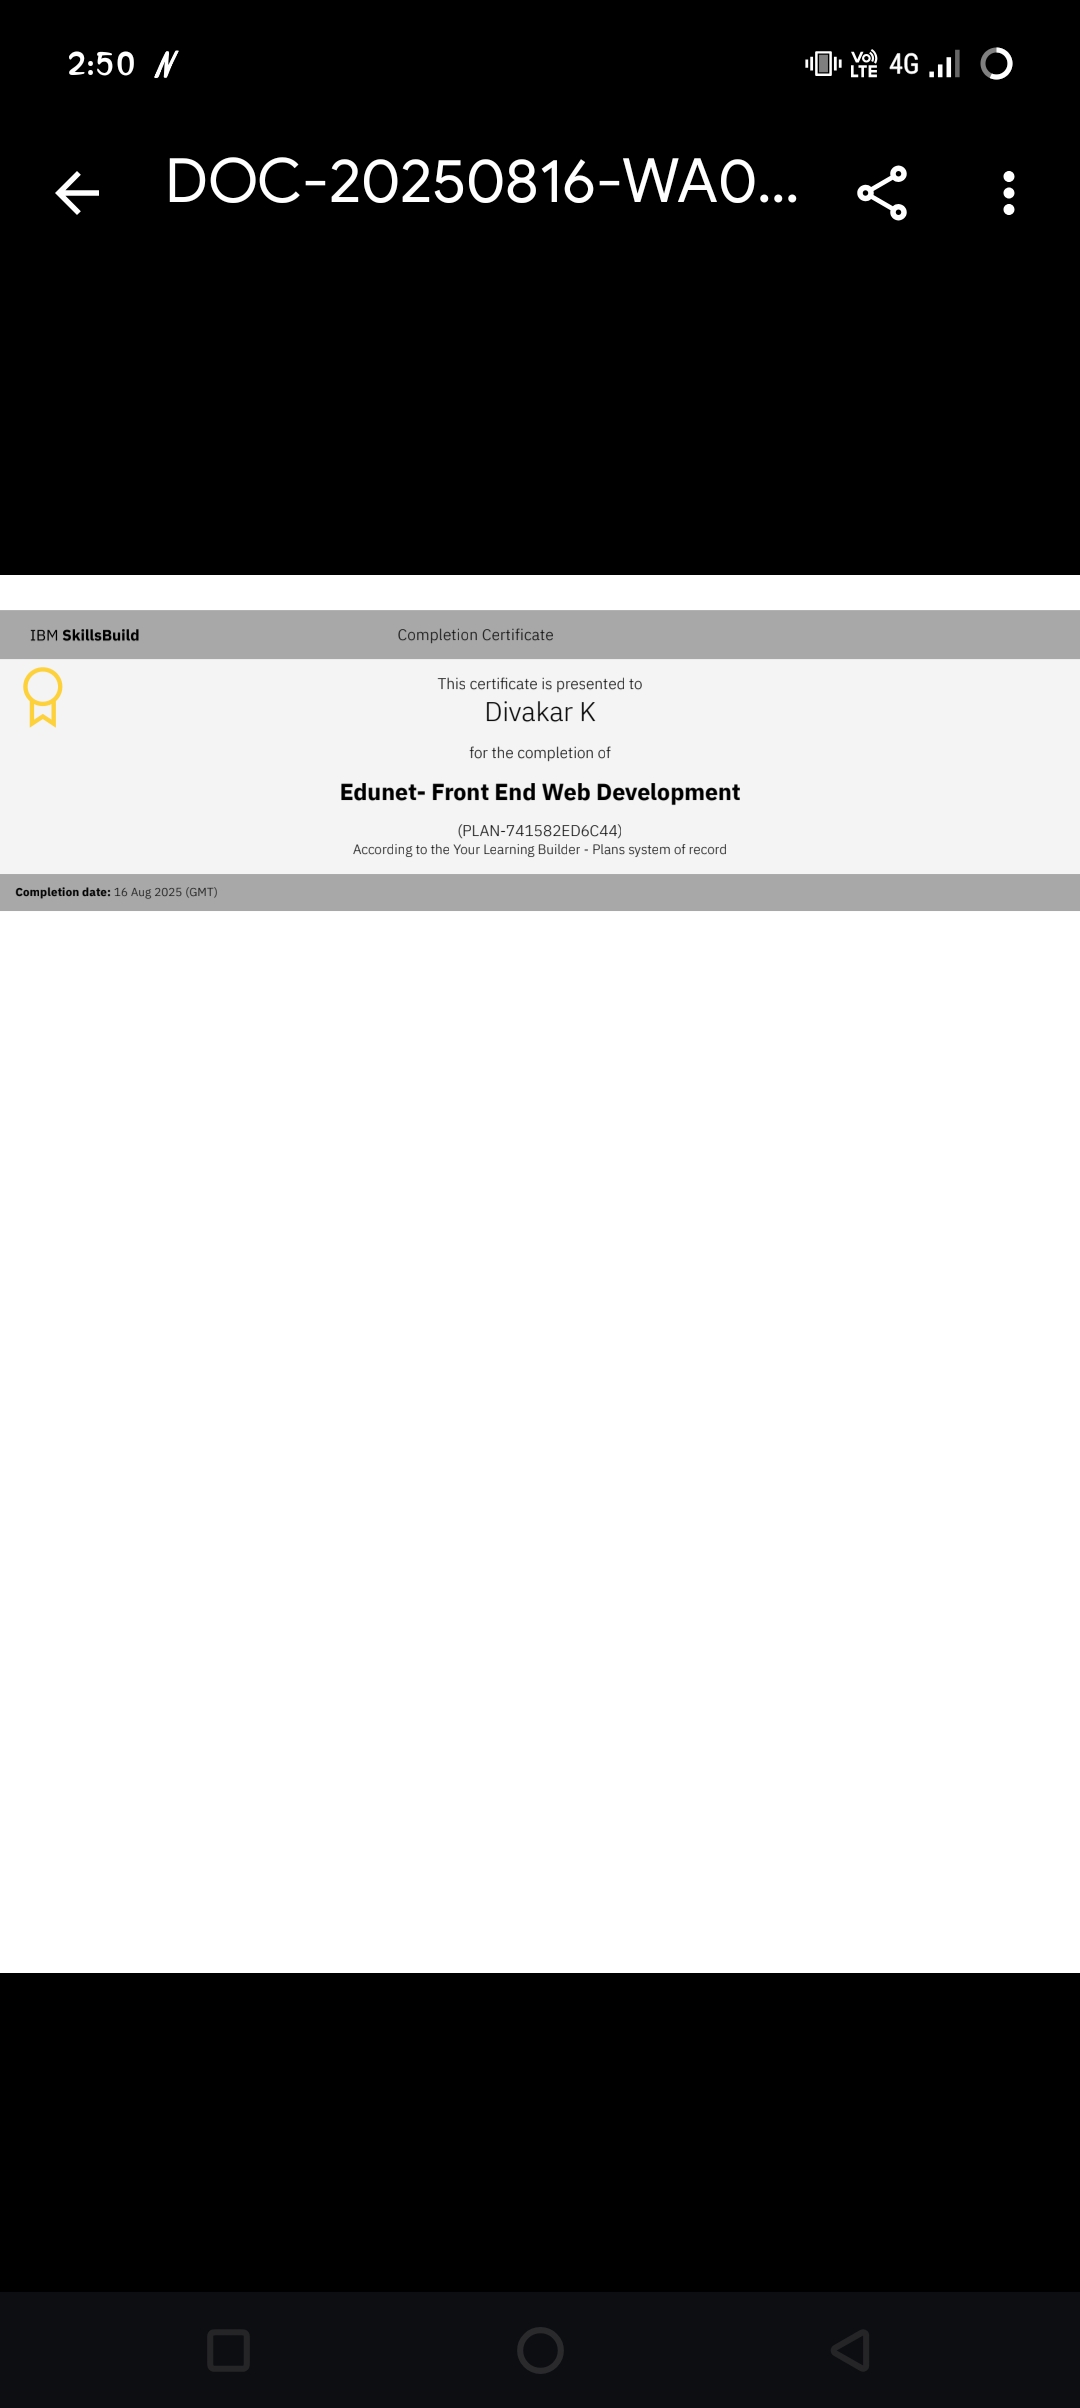 2:50
Vo LTE 4G
DOC-20250816-WA0...
IBM SkillsBuild
Completion Certificate
This certificate is presented to
Divakar K
for the completion of
Edunet- Front End Web Development
(PLAN-741582ED6C44)
According to the Your Learning Builder - Plans system of record
Completion date: 16 Aug 2025 (GMT)